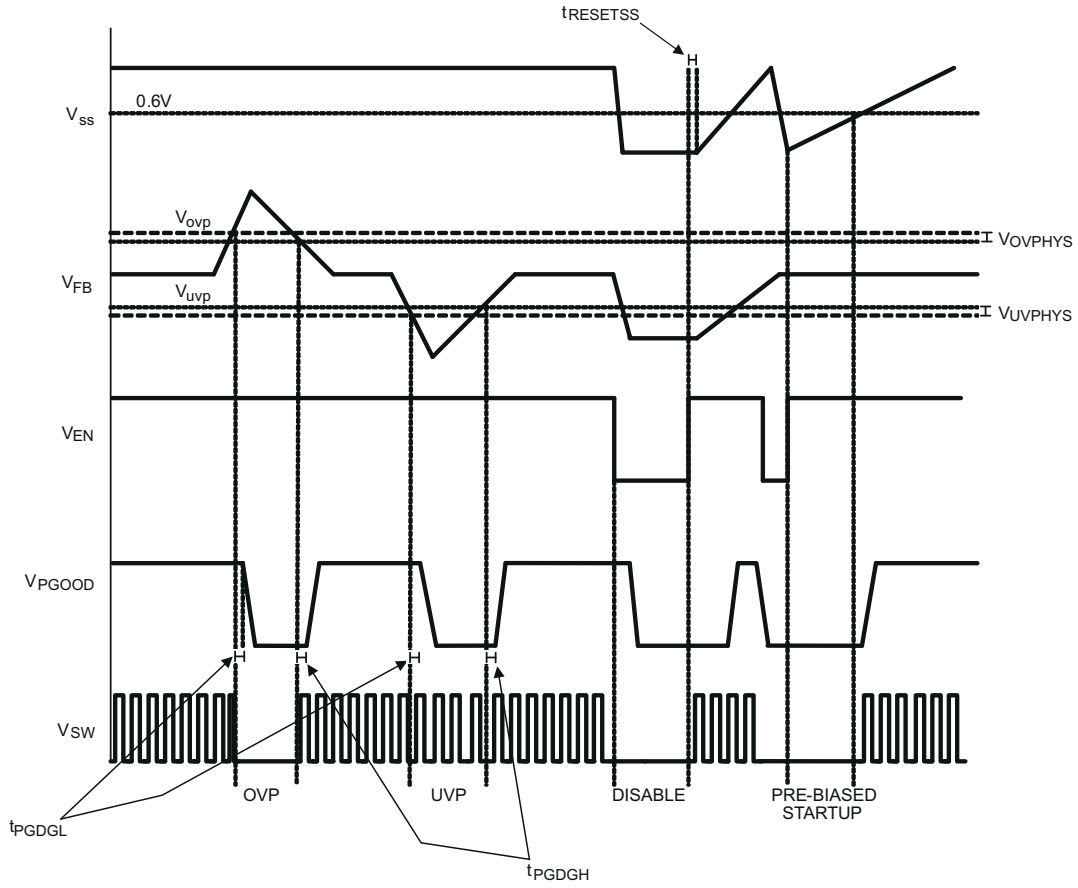 tRESETSS
0.6V
Vss
Vovp
VOVPHYS
VFB
Vuvp
VUVPHYS
VEN
VPGOOD
VSW
OVP
UVP
DISABLE
PRE-BIASED
STARTUP
tPGDGL
tPGDGH